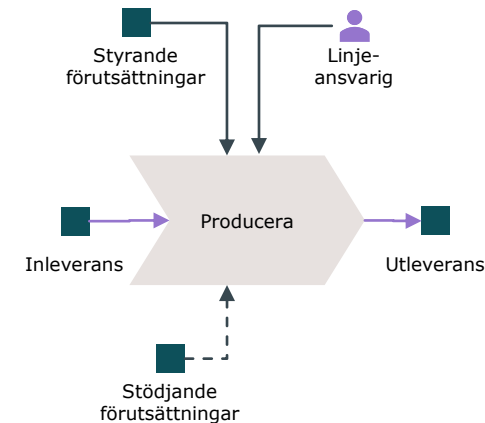 Styrande
förutsättningar
Linje-
ansvarig
Producera
Inleverans
Utleverans
Stödjande
förutsättningar